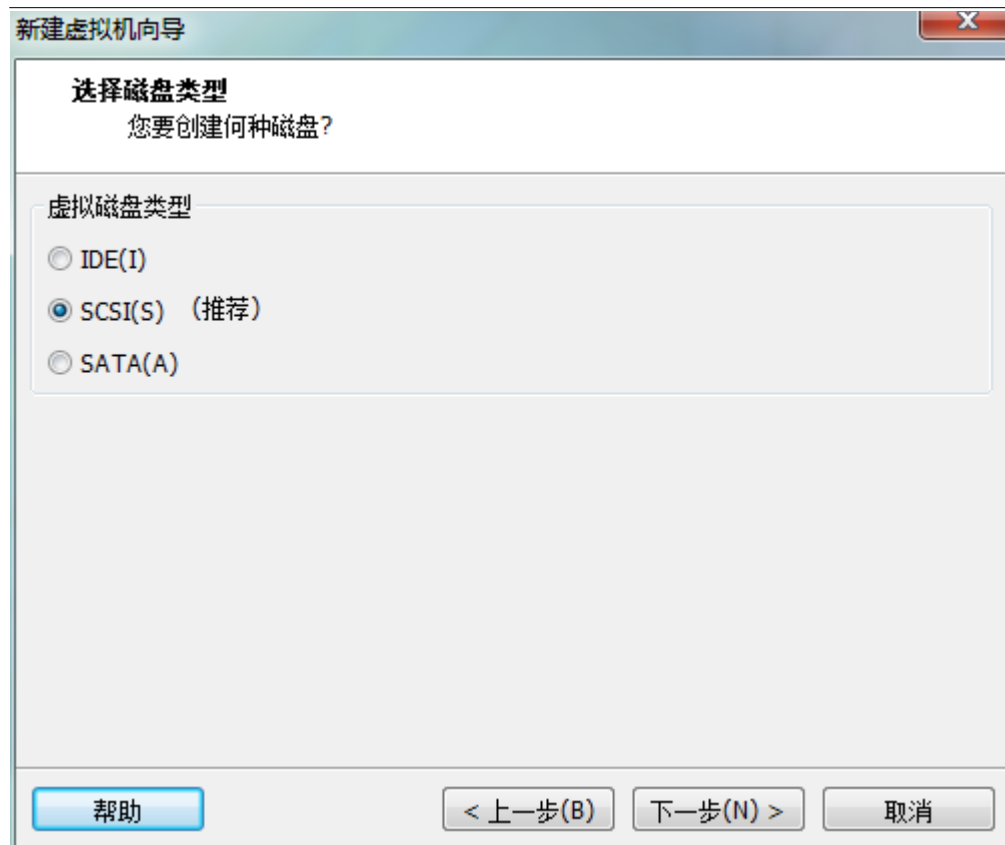 新建虚拟机向导
选择磁盘类型
您要创建何种磁盘?
虚拟磁盘类型
IDE(I)
SCSI(S) （推荐）
SATA(A)
帮助 < 上一步(B) 下一步(N) > 取消